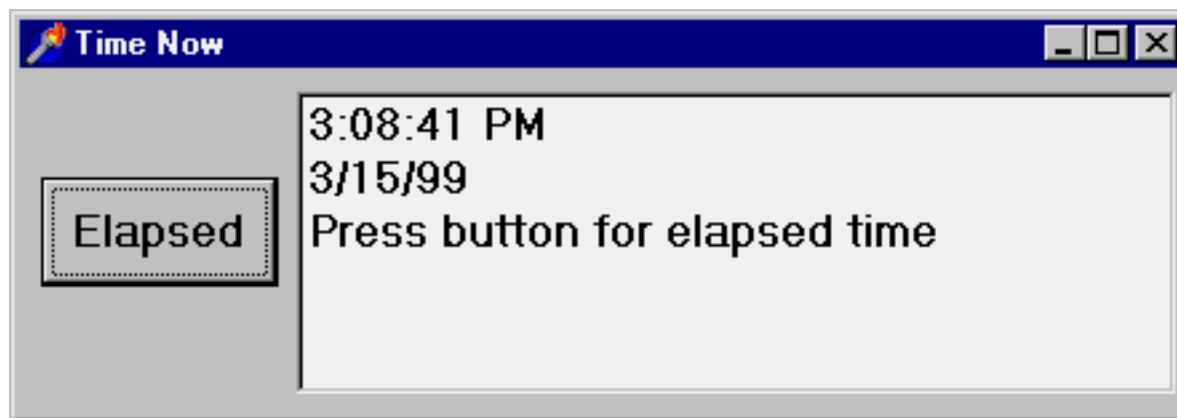 Time Now
3:08:41 PM
3/15/99
Elapsed
Press button for elapsed time